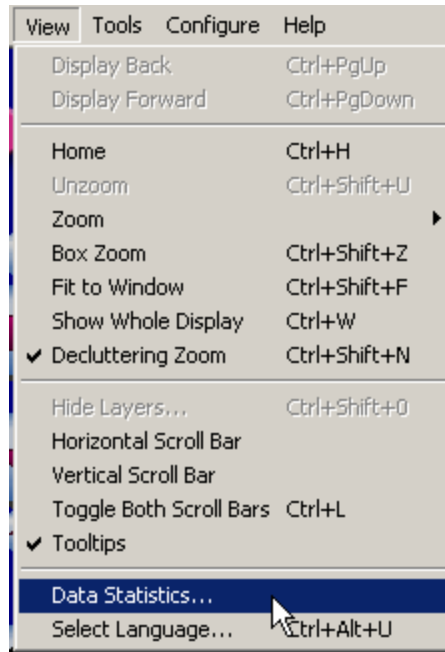 View Tools Configure Help
Display Back Ctrl+PgUp
Display Forward Ctrl+PgDown
Home Ctrl+H
Unzoom Ctrl+Shift+U
Zoom
Box Zoom Ctrl+Shift+Z
Fit to Window Ctrl+Shift+F
Show Whole Display Ctrl+W
Decluttering Zoom Ctrl+Shift+N
Hide Layers... Ctrl+Shift+0
Horizontal Scroll Bar
Vertical Scroll Bar
Toggle Both Scroll Bars Ctrl+L
Tooltips
Data Statistics...
Select Language... Ctrl+Alt+U